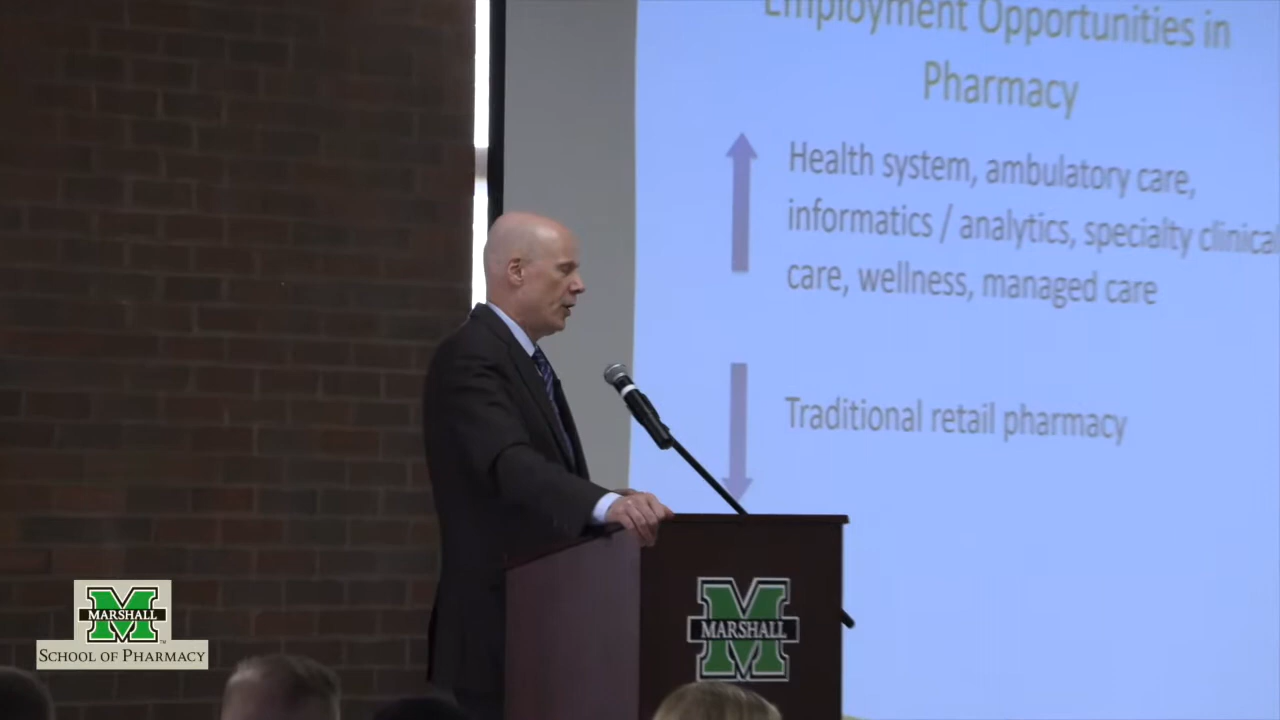 Employment Opportunities in
Pharmacy
Health system, ambulatory care,
informatics / analytics, specialty clinical
care, wellness, managed care
Traditional retail pharmacy
MARSHALL
MARSHALL
SCHOOL OF PHARMACY